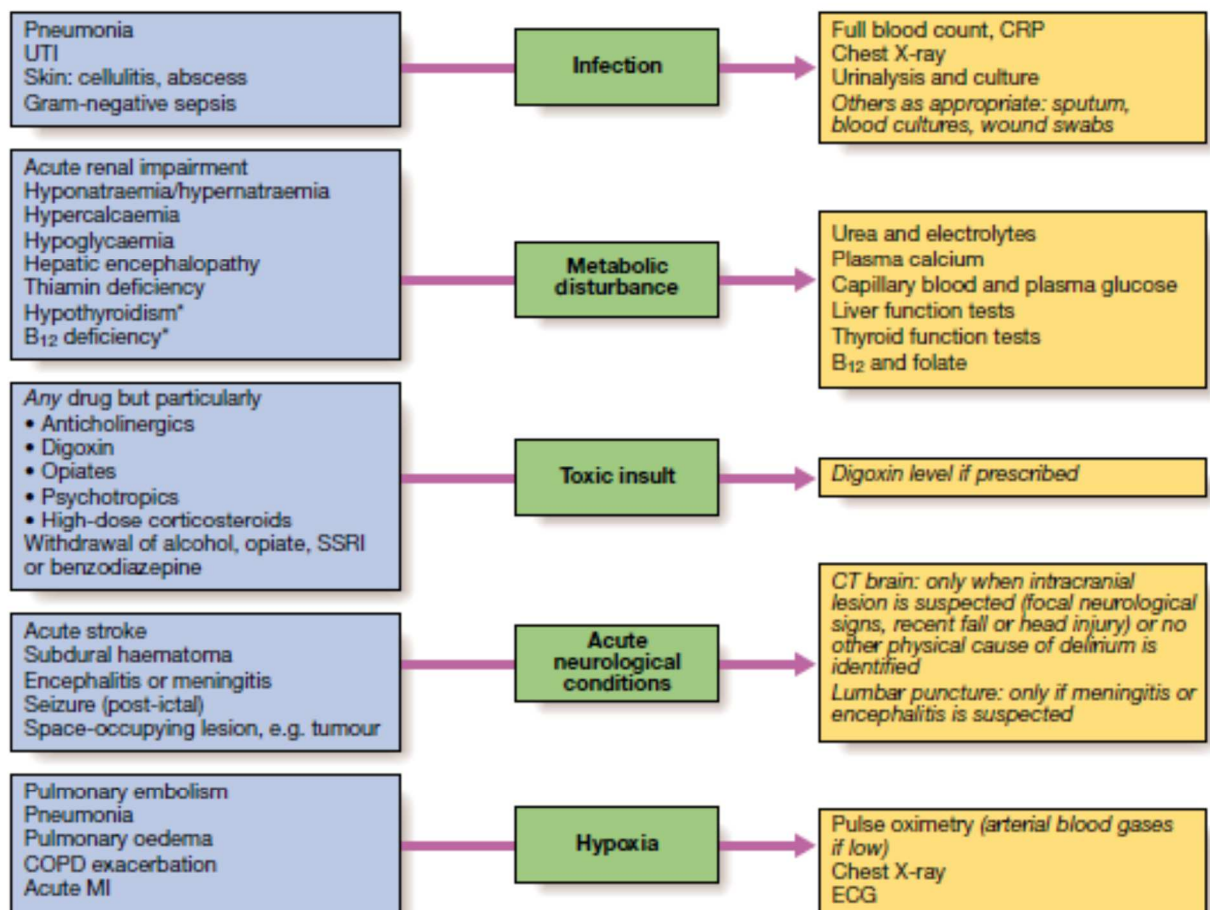 Pneumonia
UTI
Skin: cellulitis, abscess
Gram-negative sepsis
Infection
Full blood count, CRP
Chest X-ray
Urinalysis and culture
Others as appropriate: sputum,
blood cultures, wound swabs
Acute renal impairment
Hyponatraemia/hypernatraemia
Hypercalcaemia
Hypoglycaemia
Hepatic encephalopathy
Thiamin deficiency
Hypothyroidism*
B₁₂ deficiency*
Metabolic
disturbance
Urea and electrolytes
Plasma calcium
Capillary blood and plasma glucose
Liver function tests
Thyroid function tests
B₁₂ and folate
Any drug but particularly
• Anticholinergics
• Digoxin
• Opiates
• Psychotropics
• High-dose corticosteroids
Withdrawal of alcohol, opiate, SSRI
or benzodiazepine
Toxic insult
Digoxin level if prescribed
Acute stroke
Subdural haematoma
Encephalitis or meningitis
Seizure (post-ictal)
Space-occupying lesion, e.g. tumour
Acute
neurological
conditions
CT brain: only when intracranial
lesion is suspected (focal neurological
signs, recent fall or head injury) or no
other physical cause of delirium is
identified
Lumbar puncture: only if meningitis or
encephalitis is suspected
Pulmonary embolism
Pneumonia
Pulmonary oedema
COPD exacerbation
Acute MI
Hypoxia
Pulse oximetry (arterial blood gases
if low)
Chest X-ray
ECG